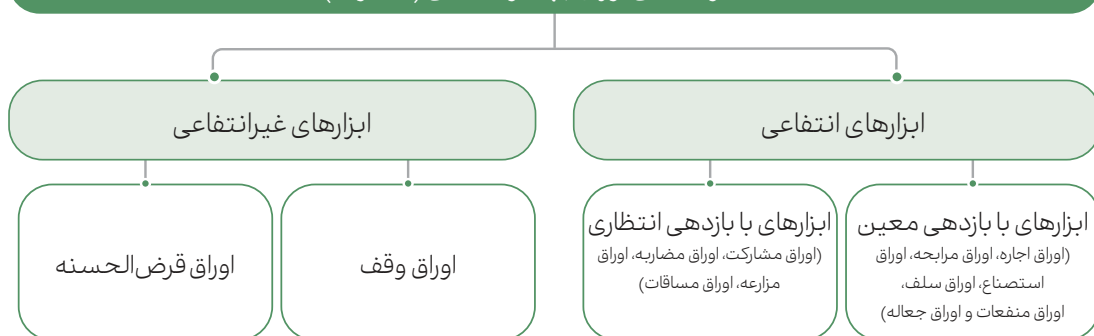 ابزارهای انتفاعی
ابزارهای غیرانتفاعی
ابزارهای با بازدهی معین
(اوراق اجاره، اوراق مرابحه، اوراق
استصناع، اوراق سلف،
اوراق منفعات و اوراق جعاله)
ابزارهای با بازدهی انتظاری
(اوراق مشارکت، اوراق مضاربه، اوراق
مزارعه، اوراق مساقات)
اوراق وقف
اوراق قرض‌الحسنه